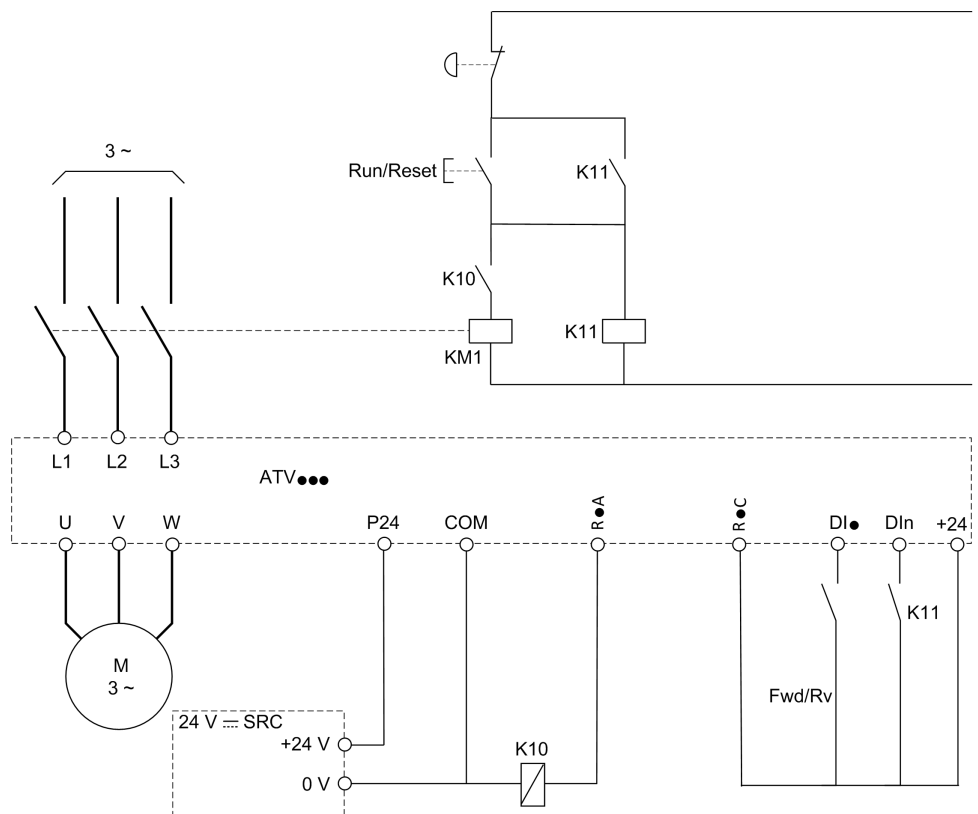 3 ~
Run/Reset
K11
K10
KM1
K11
L1 L2 L3
ATV●●●
U V W P24 COM R●A R●C DI● DIn +24
K11
M
3 ~
Fwd/Rv
24 V ⎓ SRC
+24 V
K10
0 V